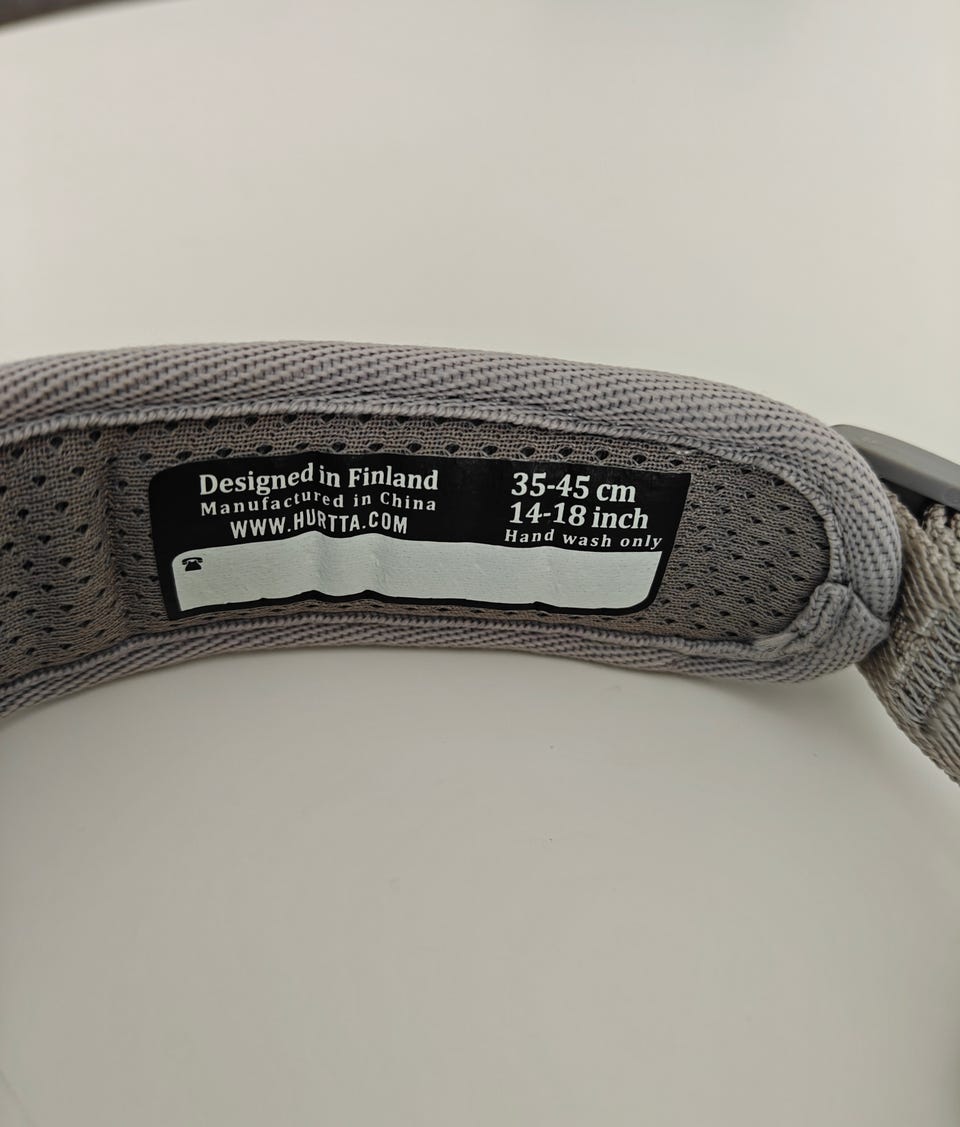 Designed in Finland
Manufactured in China
WWW.HURTTA.COM
35-45 cm
14-18 inch
Hand wash only